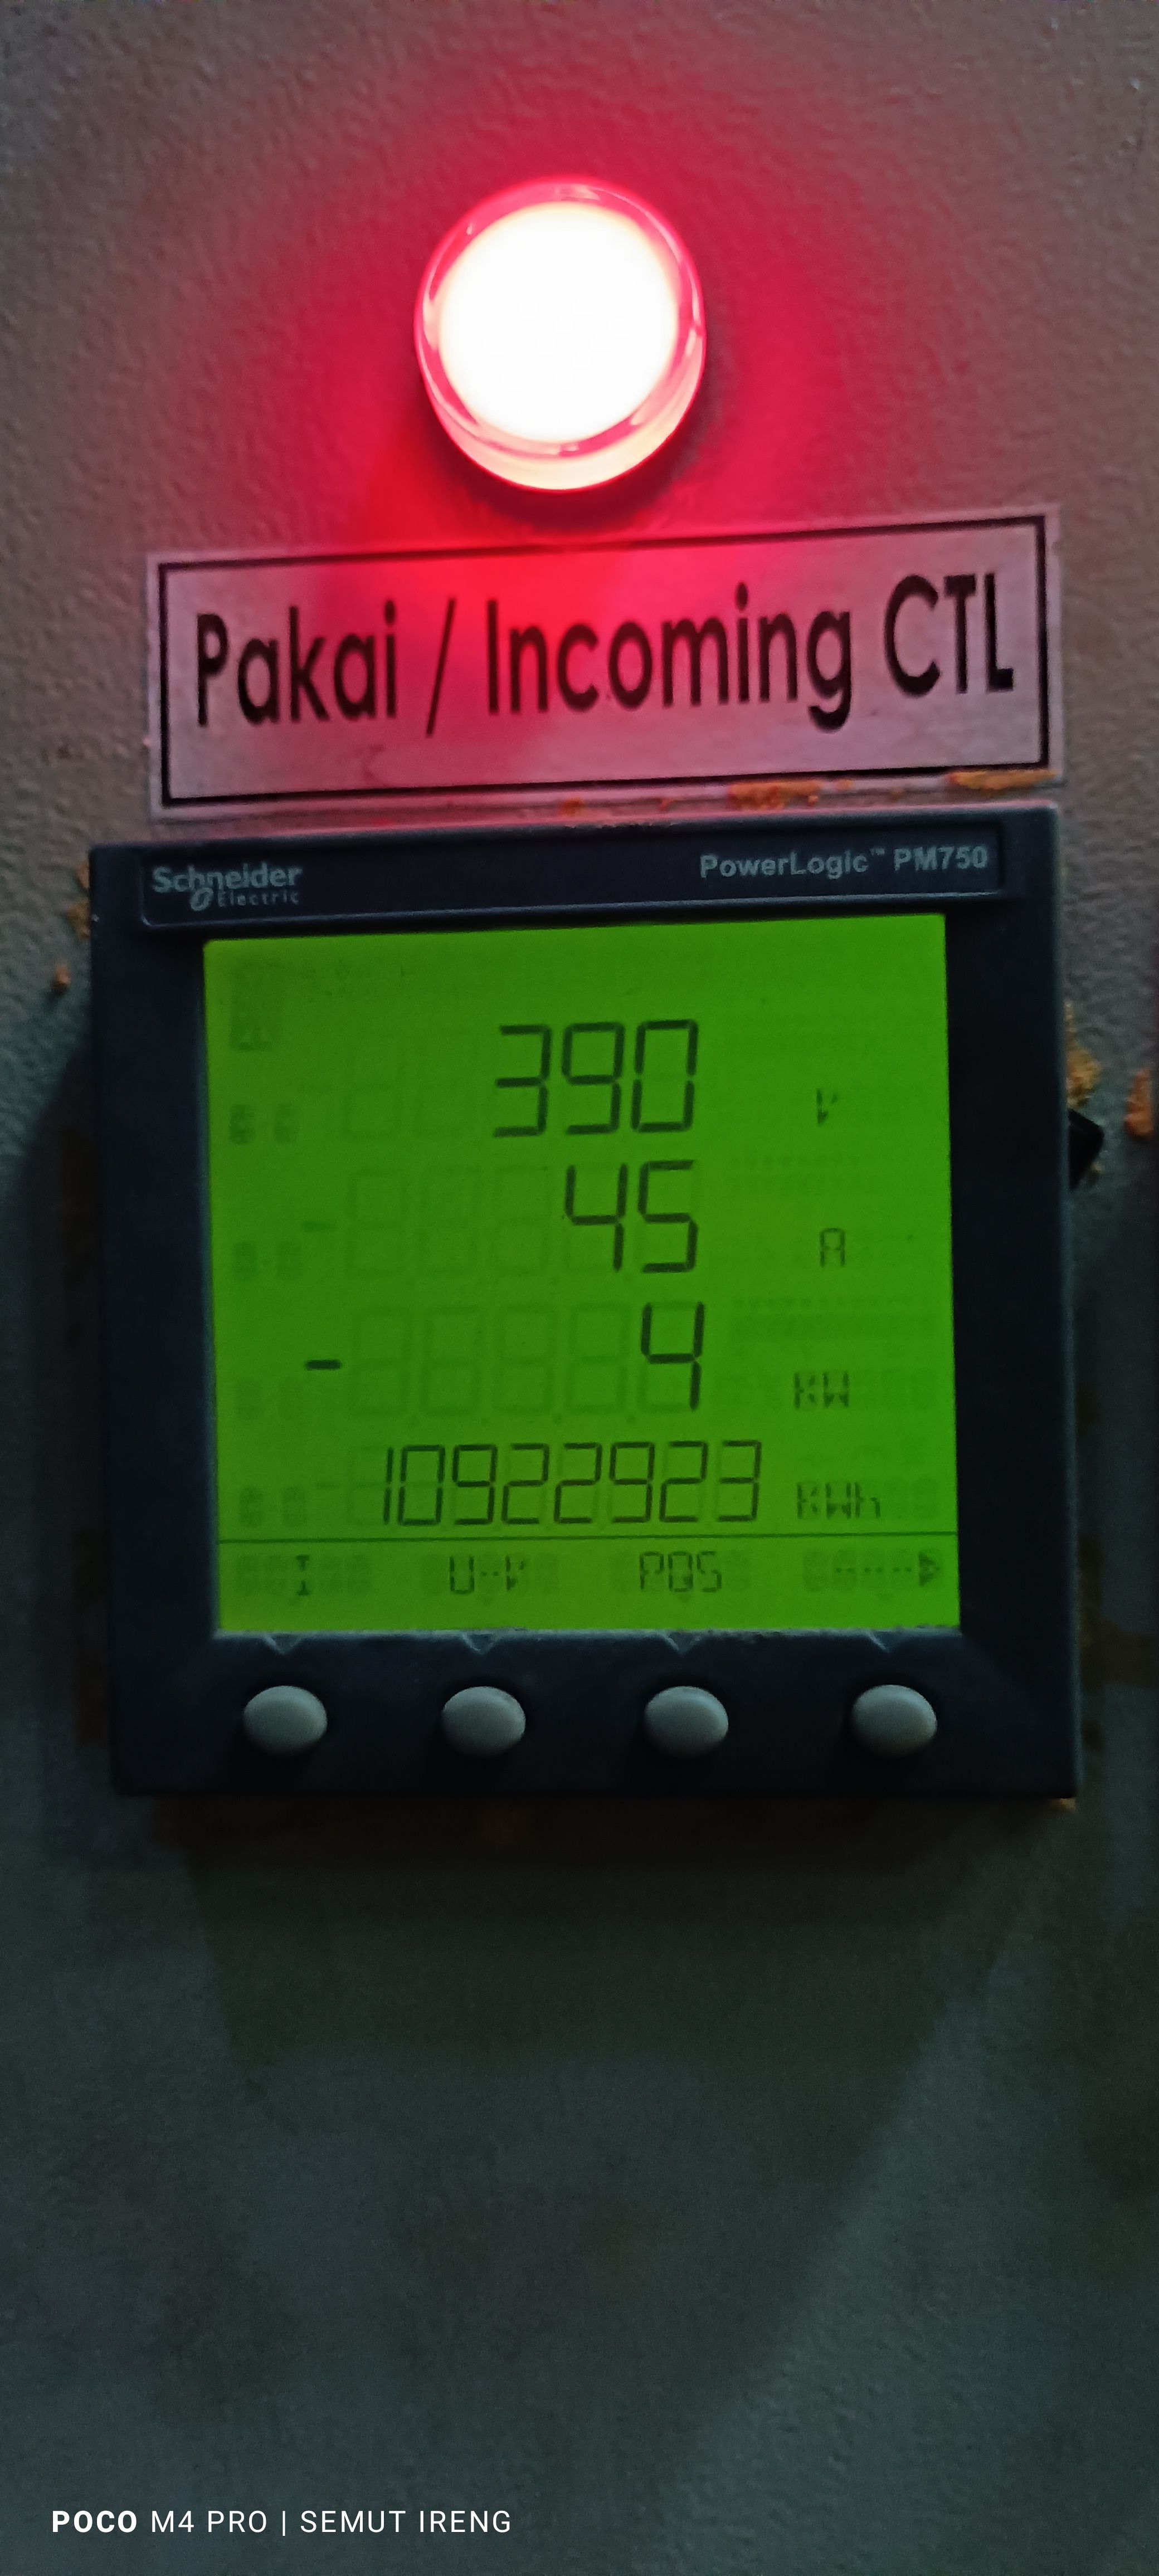 Pakai / Incoming CTL
Schneider Electric
PowerLogic™ PM750
390 V
45 A
-4 KW
10922923 KWh
I U-V PQS ---->
POCO M4 PRO | SEMUT IRENG